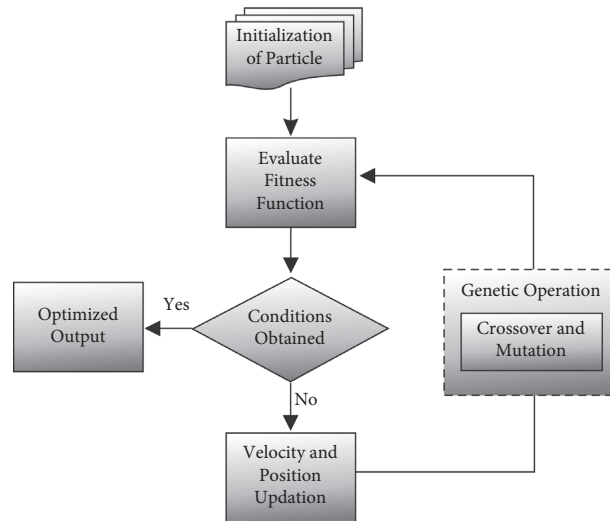 Initialization
of Particle
Evaluate
Fitness
Function
Genetic Operation
Crossover and
Mutation
Yes
Optimized
Output
Conditions
Obtained
No
Velocity and
Position
Updation